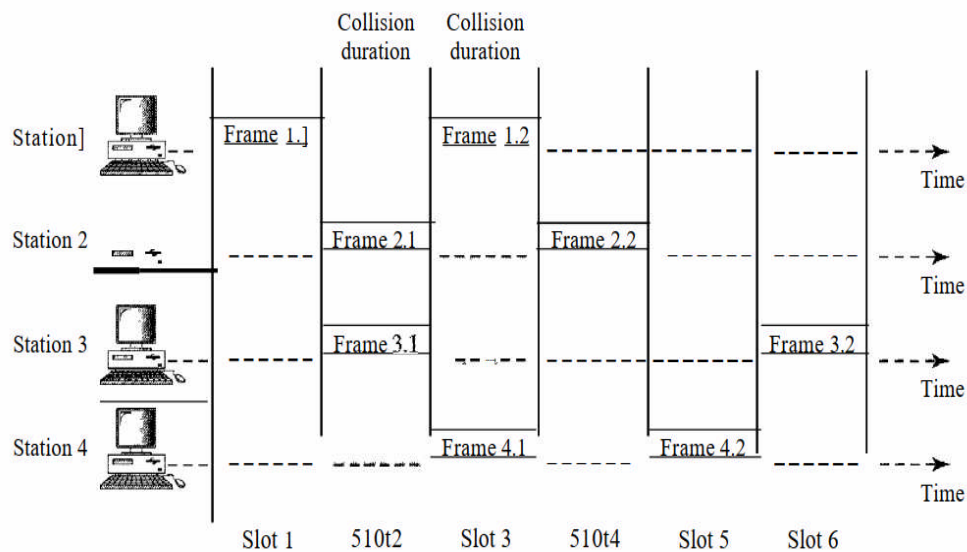 Collision duration
Collision duration
Station]
Frame 1.]
Frame 1.2
Time
Station 2
Frame 2.1
Frame 2.2
Time
Station 3
Frame 3.1
Frame 3.2
Time
Station 4
Frame 4.1
Frame 4.2
Time
Slot 1
510t2
Slot 3
510t4
Slot 5
Slot 6